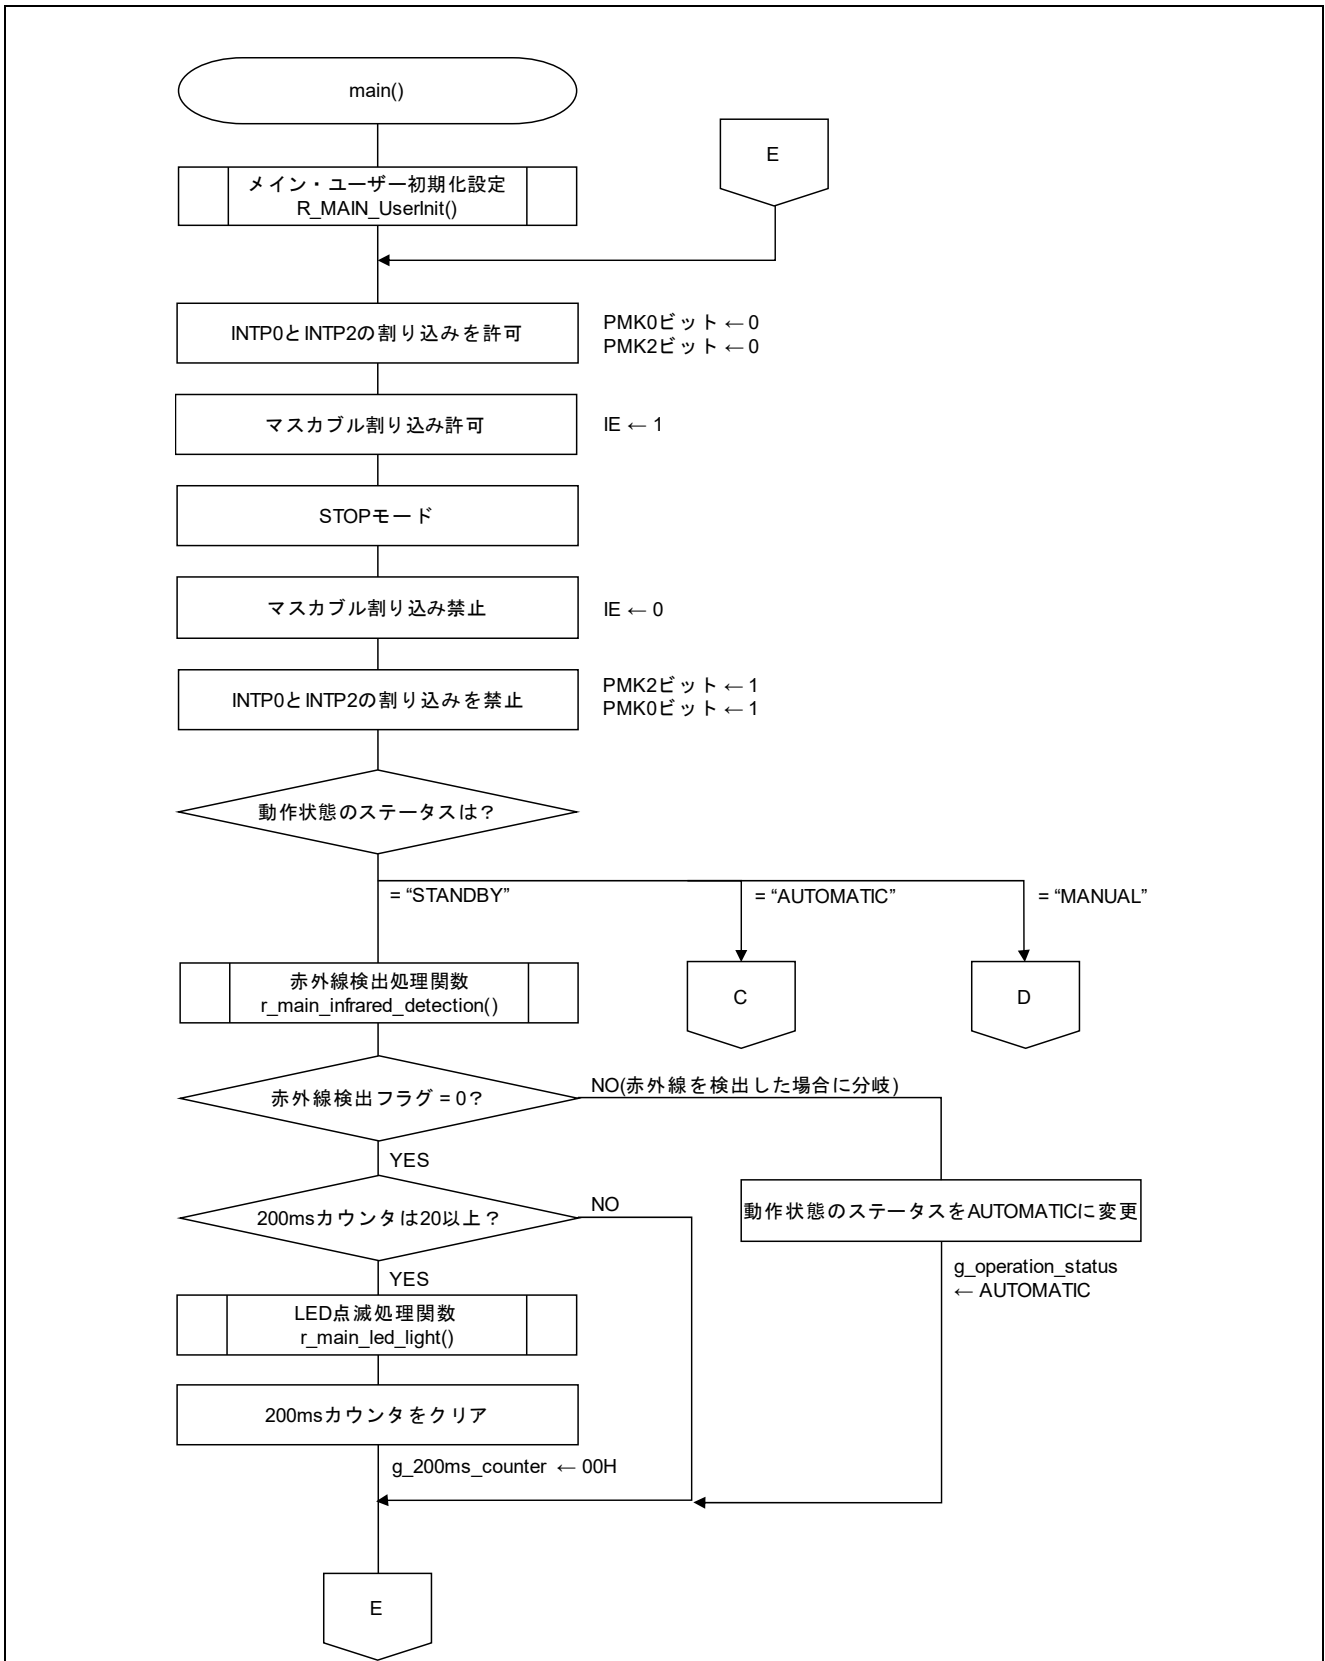 main()
E
メイン・ユーザー初期化設定
R_MAIN_UserInit()
INTP0とINTP2の割り込みを許可
PMK0ビット ← 0
PMK2ビット ← 0
マスカブル割り込み許可
IE ← 1
STOPモード
マスカブル割り込み禁止
IE ← 0
INTP0とINTP2の割り込みを禁止
PMK2ビット ← 1
PMK0ビット ← 1
動作状態のステータスは？
= “STANDBY”
= “AUTOMATIC”
= “MANUAL”
赤外線検出処理関数
r_main_infrared_detection()
C
D
赤外線検出フラグ = 0？
NO(赤外線を検出した場合に分岐)
YES
200msカウンタは20以上？
NO
動作状態のステータスをAUTOMATICに変更
YES
g_operation_status
← AUTOMATIC
LED点滅処理関数
r_main_led_light()
200msカウンタをクリア
g_200ms_counter ← 00H
E